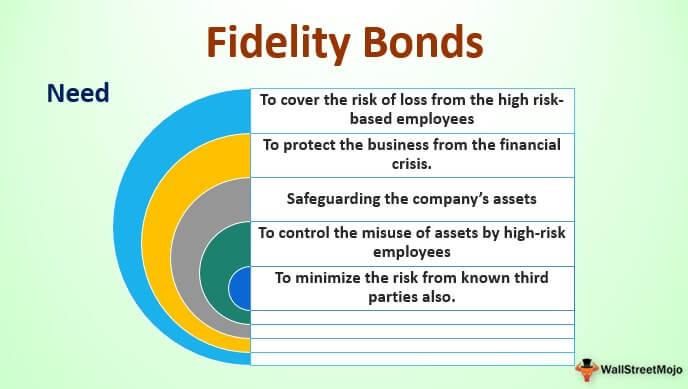 Fidelity Bonds
Need
To cover the risk of loss from the high risk-
based employees
To protect the business from the financial
crisis.
Safeguarding the company’s assets
To control the misuse of assets by high-risk
employees
To minimize the risk from known third
parties also.
WallStreetMojo